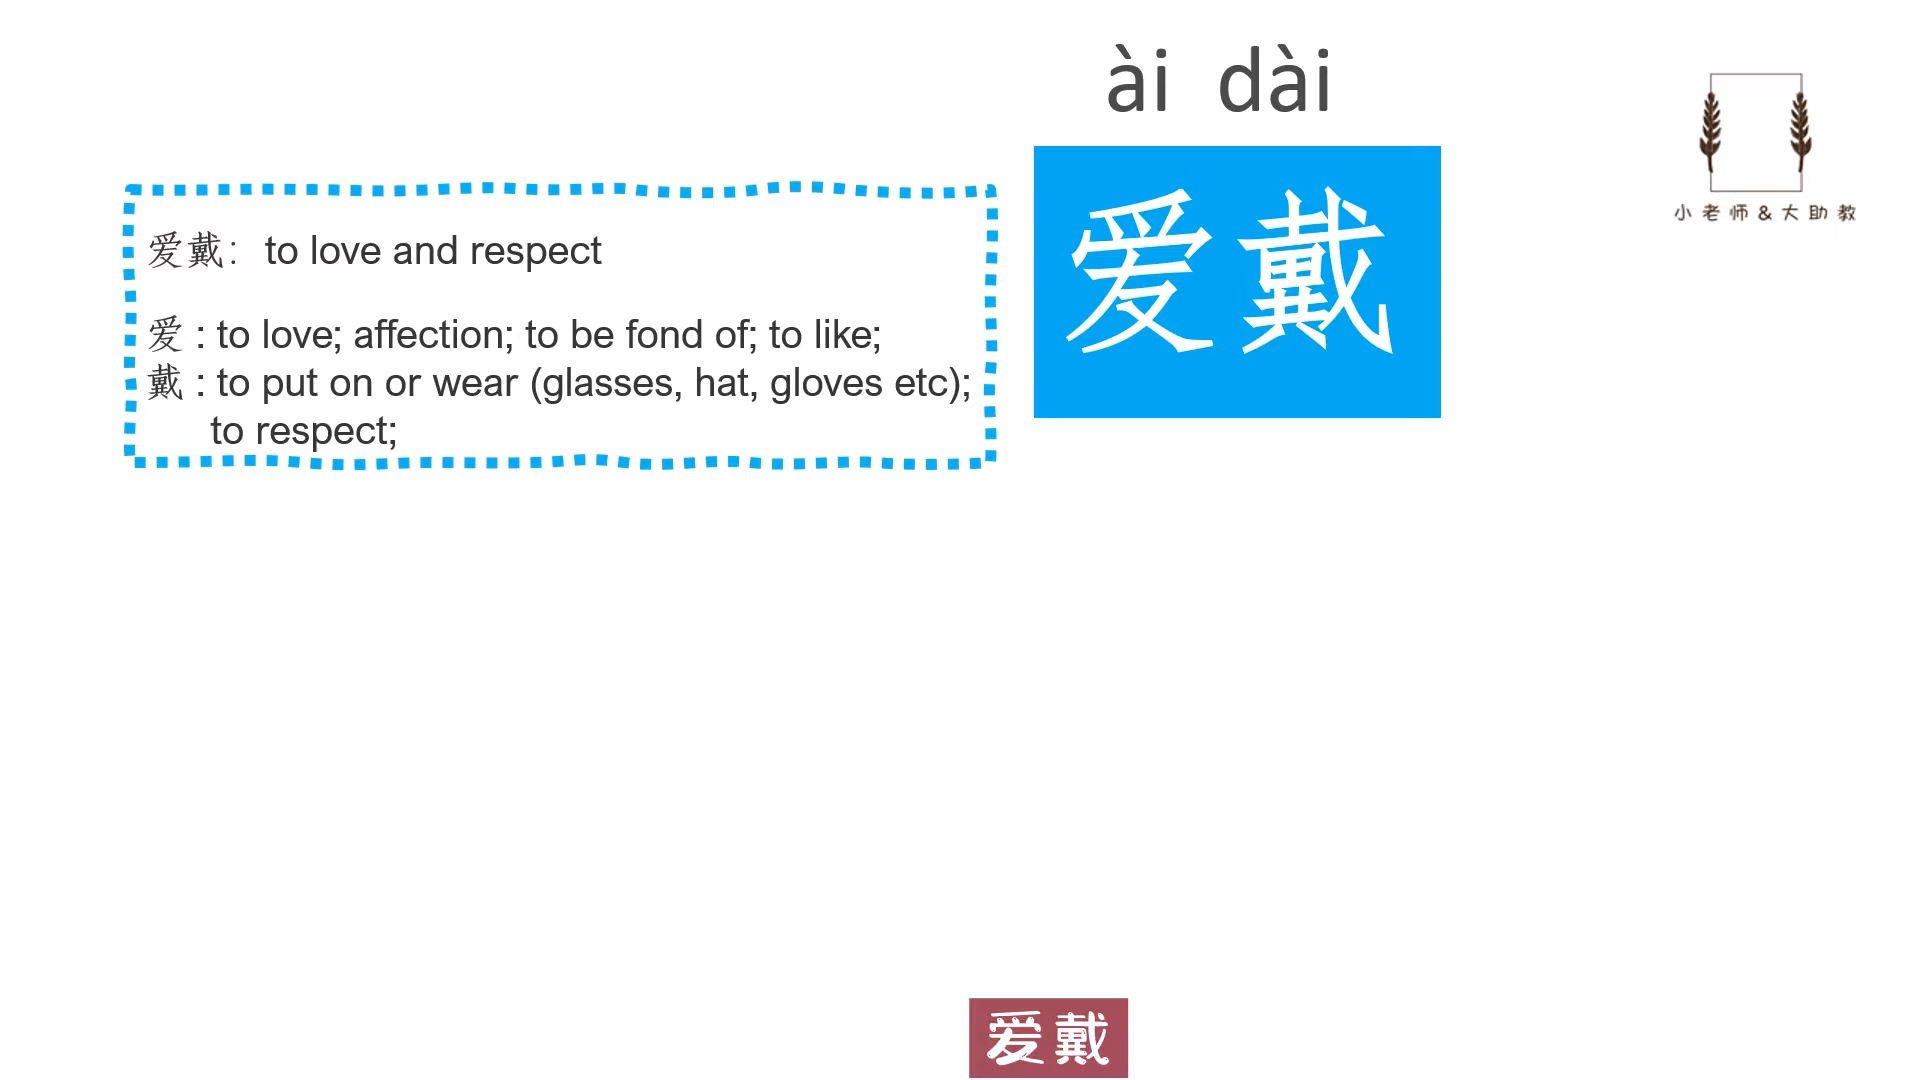 ài dài
爱戴
小老师&大助教
爱戴：to love and respect
爱 : to love; affection; to be fond of; to like;
戴 : to put on or wear (glasses, hat, gloves etc);
to respect;
爱戴